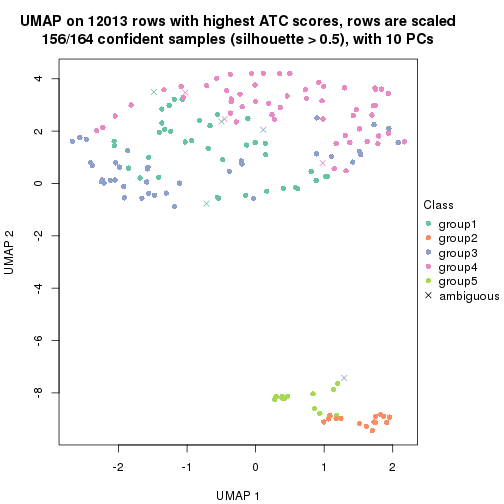 UMAP on 12013 rows with highest ATC scores, rows are scaled
156/164 confident samples (silhouette > 0.5), with 10 PCs
4
2
0
-2
-4
-6
-8
UMAP 2
-2
-1
0
1
2
UMAP 1
Class
group1
group2
group3
group4
group5
ambiguous